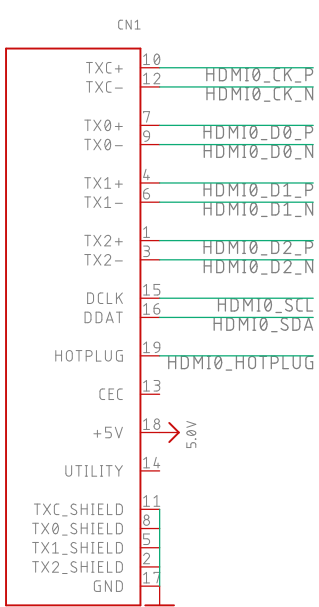 CN1
TXC+ 10 HDMI0_CK_P
TXC- 12 HDMI0_CK_N
TX0+ 7 HDMI0_D0_P
TX0- 9 HDMI0_D0_N
TX1+ 4 HDMI0_D1_P
TX1- 6 HDMI0_D1_N
TX2+ 1 HDMI0_D2_P
TX2- 3 HDMI0_D2_N
DCLK 15 HDMI0_SCL
DDAT 16 HDMI0_SDA
HOTPLUG 19 HDMI0_HOTPLUG
CEC 13
+5V 18 5.0V
UTILITY 14
TXC_SHIELD 11
TX0_SHIELD 8
TX1_SHIELD 5
TX2_SHIELD 2
GND 17